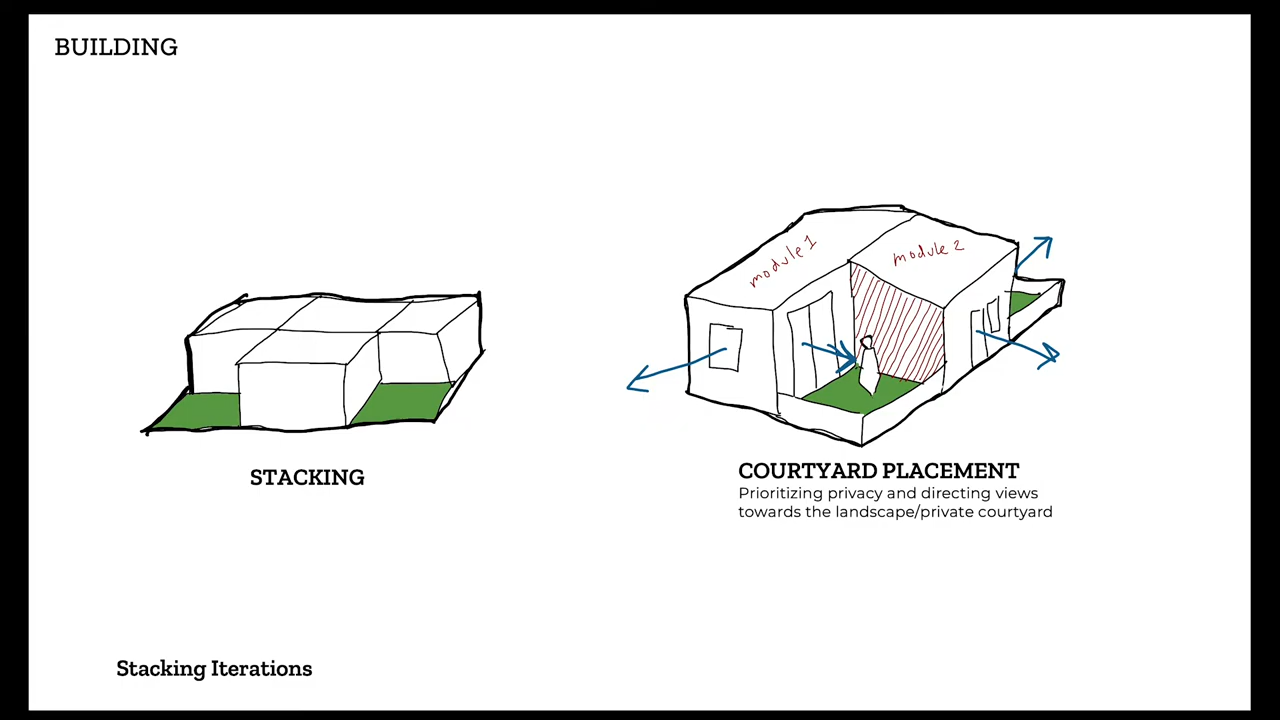 BUILDING
module 1
module 2
STACKING
COURTYARD PLACEMENT
Prioritizing privacy and directing views
towards the landscape/private courtyard
Stacking Iterations